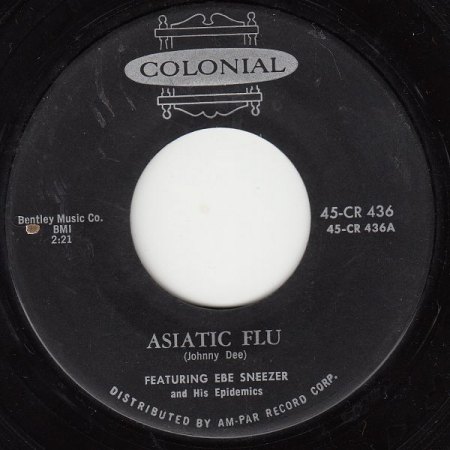 COLONIAL
Bentley Music Co.
BMI
2:21
45-CR 436
45-CR 436A
ASIATIC FLU
(Johnny Dee)
FEATURING EBE SNEEZER
and His Epidemics
DISTRIBUTED BY AM-PAR RECORD CORP.